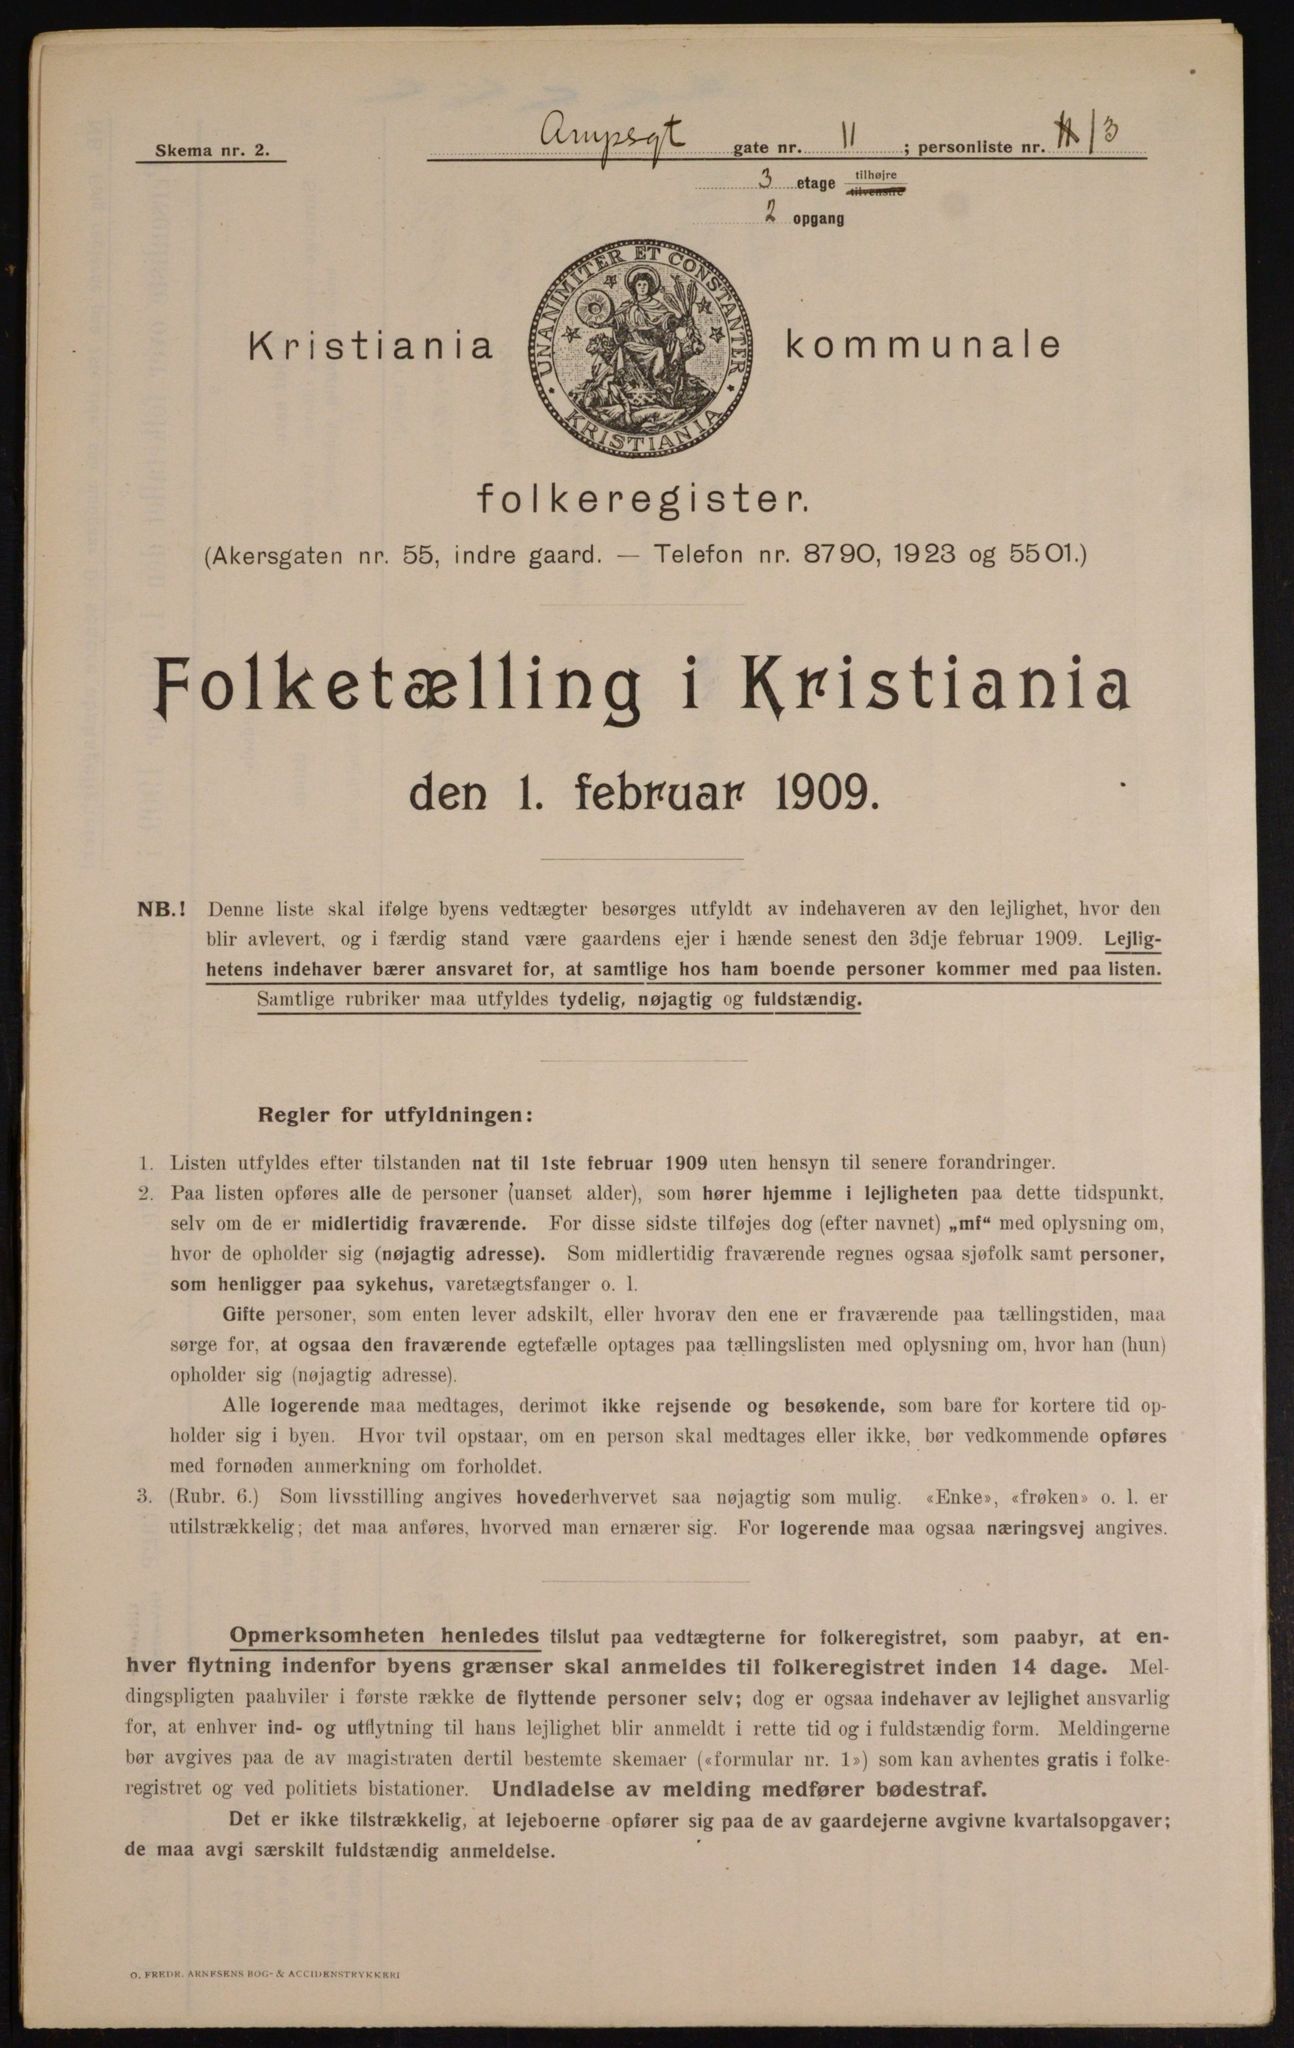 Skema nr. 2.
Arupsgt gate nr. 11 ; personliste nr. 13
3 etage tilhøjre tilvenstre
2 opgang
UNANIMITER ET CONSTANTER
KRISTIANIA
Kristiania kommunale
folkeregister.
(Akersgaten nr. 55, indre gaard. — Telefon nr. 8790, 1923 og 5501.)
Folketælling i Kristiania
den 1. februar 1909.
NB.! Denne liste skal ifølge byens vedtægter besørges utfyldt av indehaveren av den lejlighet, hvor den
blir avlevert, og i færdig stand være gaardens ejer i hænde senest den 3dje februar 1909. Lejlig-
hetens indehaver bærer ansvaret for, at samtlige hos ham boende personer kommer med paa listen.
Samtlige rubriker maa utfyldes tydelig, nøjagtig og fuldstændig.
Regler for utfyldningen:
1. Listen utfyldes efter tilstanden nat til 1ste februar 1909 uten hensyn til senere forandringer.
2. Paa listen opføres alle de personer (uanset alder), som hører hjemme i lejligheten paa dette tidspunkt,
selv om de er midlertidig fraværende. For disse sidste tilføjes dog (efter navnet) „mf“ med oplysning om,
hvor de opholder sig (nøjagtig adresse). Som midlertidig fraværende regnes ogsaa sjøfolk samt personer,
som henligger paa sykehus, varetægtsfanger o. l.
Gifte personer, som enten lever adskilt, eller hvorav den ene er fraværende paa tællingstiden, maa
sørge for, at ogsaa den fraværende egtefælle optages paa tællingslisten med oplysning om, hvor han (hun)
opholder sig (nøjagtig adresse).
Alle logerende maa medtages, derimot ikke rejsende og besøkende, som bare for kortere tid op-
holder sig i byen. Hvor tvil opstaar, om en person skal medtages eller ikke, bør vedkommende opføres
med fornøden anmerkning om forholdet.
3. (Rubr. 6.) Som livsstilling angives hovederhvervet saa nøjagtig som mulig. «Enke», «frøken» o. l. er
utilstrækkelig; det maa anføres, hvorved man ernærer sig. For logerende maa ogsaa næringsvej angives.
Opmerksomheten henledes tilslut paa vedtægterne for folkeregistret, som paabyr, at en-
hver flytning indenfor byens grænser skal anmeldes til folkeregistret inden 14 dage. Mel-
dingspligten paahviler i første række de flyttende personer selv; dog er ogsaa indehaver av lejlighet ansvarlig
for, at enhver ind- og utflytning til hans lejlighet blir anmeldt i rette tid og i fuldstændig form. Meldingerne
bør avgives paa de av magistraten dertil bestemte skemaer («formular nr. 1») som kan avhentes gratis i folke-
registret og ved politiets bistationer. Undladelse av melding medfører bødestraf.
Det er ikke tilstrækkelig, at lejeboerne opfører sig paa de av gaardejerne avgivne kvartalsopgaver;
de maa avgi særskilt fuldstændig anmeldelse.
O. FREDR. ARNESENS BOG- & ACCIDENSTRYKKERI